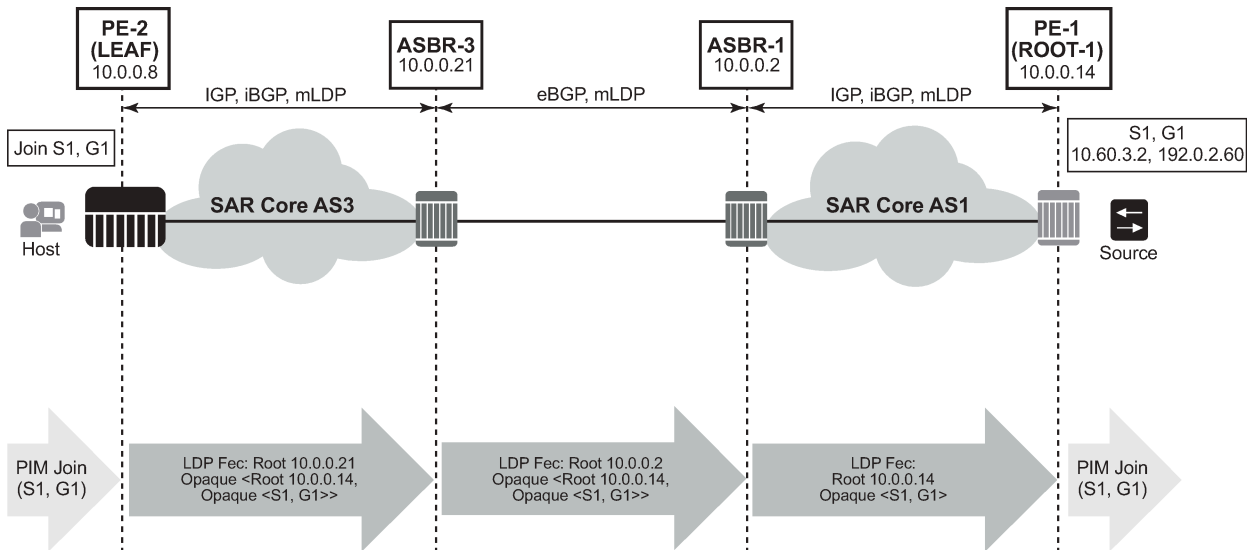 PE-2
(LEAF)
10.0.0.8
ASBR-3
10.0.0.21
ASBR-1
10.0.0.2
PE-1
(ROOT-1)
10.0.0.14
IGP, iBGP, mLDP
eBGP, mLDP
IGP, iBGP, mLDP
Join S1, G1
S1, G1
10.60.3.2, 192.0.2.60
SAR Core AS3
SAR Core AS1
Host
Source
PIM Join
(S1, G1)
LDP Fec: Root 10.0.0.21
Opaque <Root 10.0.0.14,
Opaque <S1, G1>>
LDP Fec: Root 10.0.0.2
Opaque <Root 10.0.0.14,
Opaque <S1, G1>>
LDP Fec:
Root 10.0.0.14
Opaque <S1, G1>
PIM Join
(S1, G1)